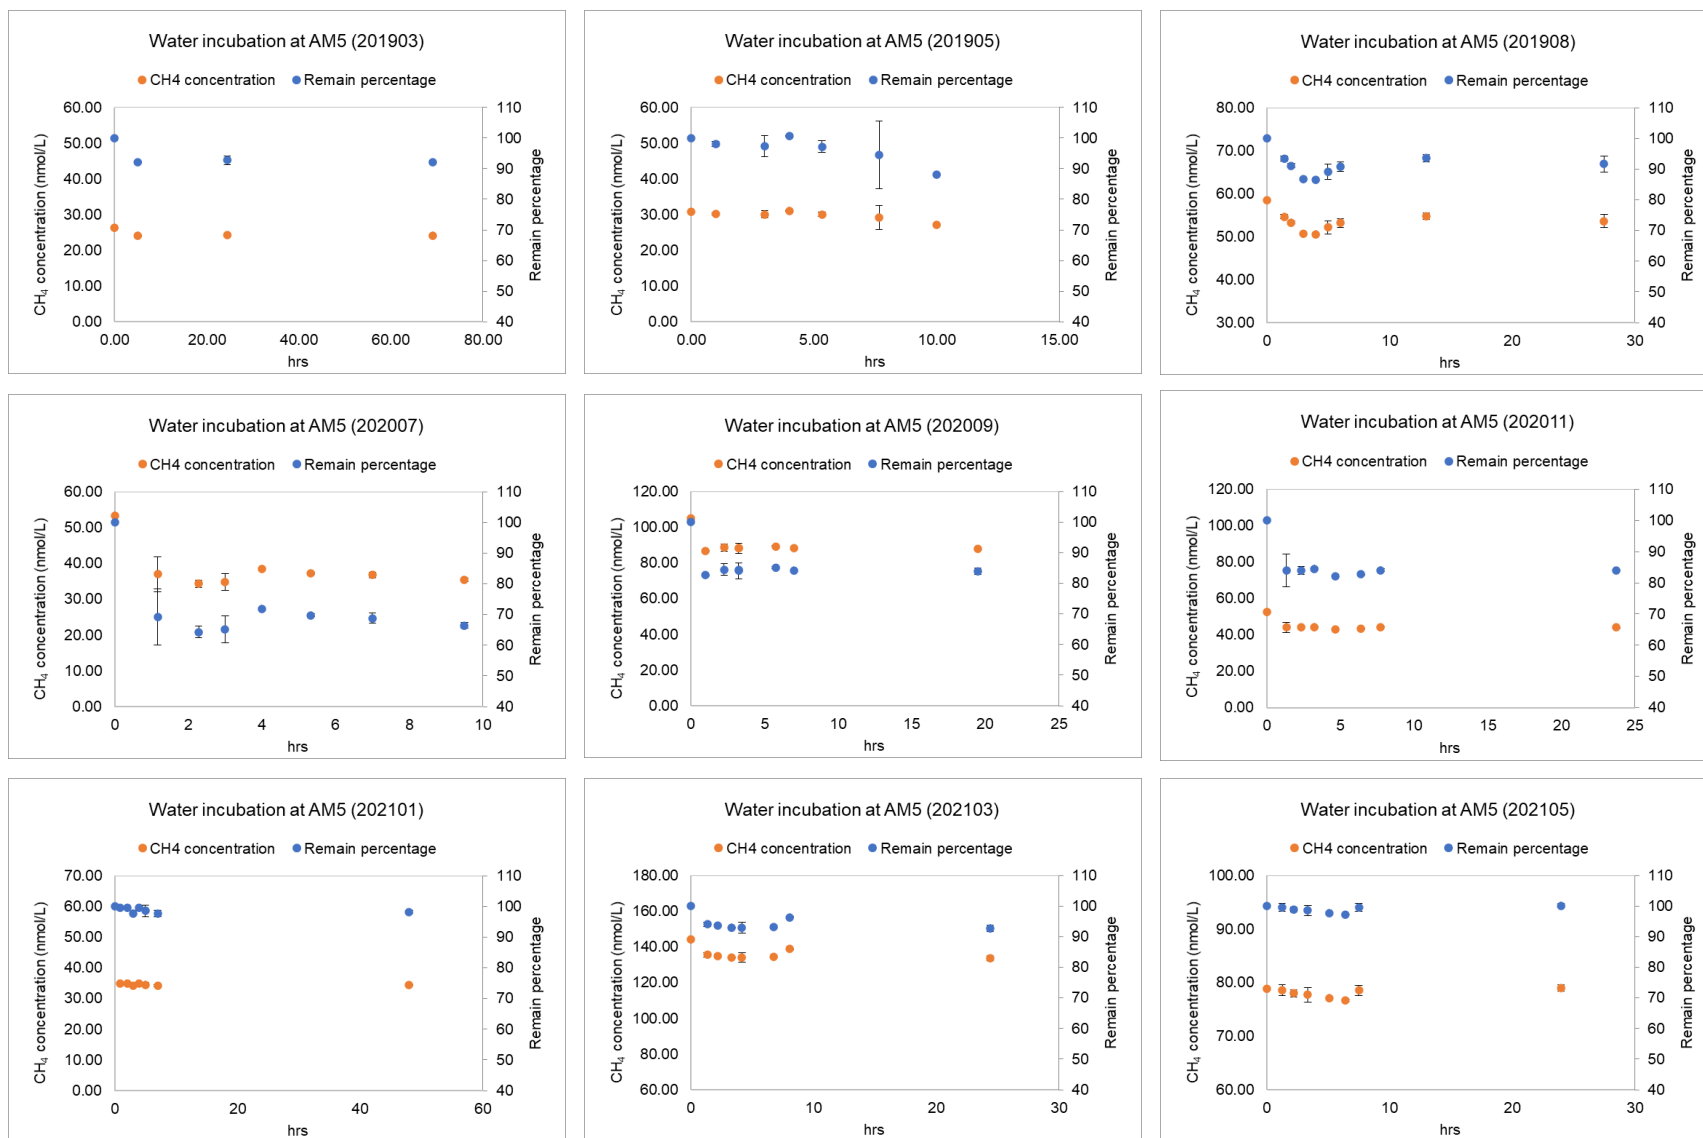 Water incubation at AM5 (201903)
CH4 concentration Remain percentage
60.00 50.00 40.00 30.00 20.00 10.00 0.00
CH₄ concentration (nmol/L)
110 100 90 80 70 60 50 40
Remain percentage
0.00 20.00 40.00 60.00 80.00
hrs
Water incubation at AM5 (201905)
CH4 concentration Remain percentage
60.00 50.00 40.00 30.00 20.00 10.00 0.00
CH₄ concentration (nmol/L)
110 100 90 80 70 60 50 40
Remain percentage
0.00 5.00 10.00 15.00
hrs
Water incubation at AM5 (201908)
CH4 concentration Remain percentage
80.00 70.00 60.00 50.00 40.00 30.00
CH₄ concentration (nmol/L)
110 100 90 80 70 60 50 40
Remain percentage
0 10 20 30
hrs
Water incubation at AM5 (202007)
CH4 concentration Remain percentage
60.00 50.00 40.00 30.00 20.00 10.00 0.00
CH₄ concentration (nmol/L)
110 100 90 80 70 60 50 40
Remain percentage
0 2 4 6 8 10
hrs
Water incubation at AM5 (202009)
CH4 concentration Remain percentage
120.00 100.00 80.00 60.00 40.00 20.00 0.00
CH₄ concentration (nmol/L)
110 100 90 80 70 60 50 40
Remain percentage
0 5 10 15 20 25
hrs
Water incubation at AM5 (202011)
CH4 concentration Remain percentage
120.00 100.00 80.00 60.00 40.00 20.00 0.00
CH₄ concentration (nmol/L)
110 100 90 80 70 60 50 40
Remain percentage
0 5 10 15 20 25
hrs
Water incubation at AM5 (202101)
CH4 concentration Remain percentage
70.00 60.00 50.00 40.00 30.00 20.00 10.00 0.00
CH₄ concentration (nmol/L)
110 100 90 80 70 60 50 40
Remain percentage
0 20 40 60
hrs
Water incubation at AM5 (202103)
CH4 concentration Remain percentage
180.00 160.00 140.00 120.00 100.00 80.00 60.00
CH₄ concentration (nmol/L)
110 100 90 80 70 60 50 40
Remain percentage
0 10 20 30
hrs
Water incubation at AM5 (202105)
CH4 concentration Remain percentage
100.00 90.00 80.00 70.00 60.00
CH₄ concentration (nmol/L)
110 100 90 80 70 60 50 40
Remain percentage
0 10 20 30
hrs